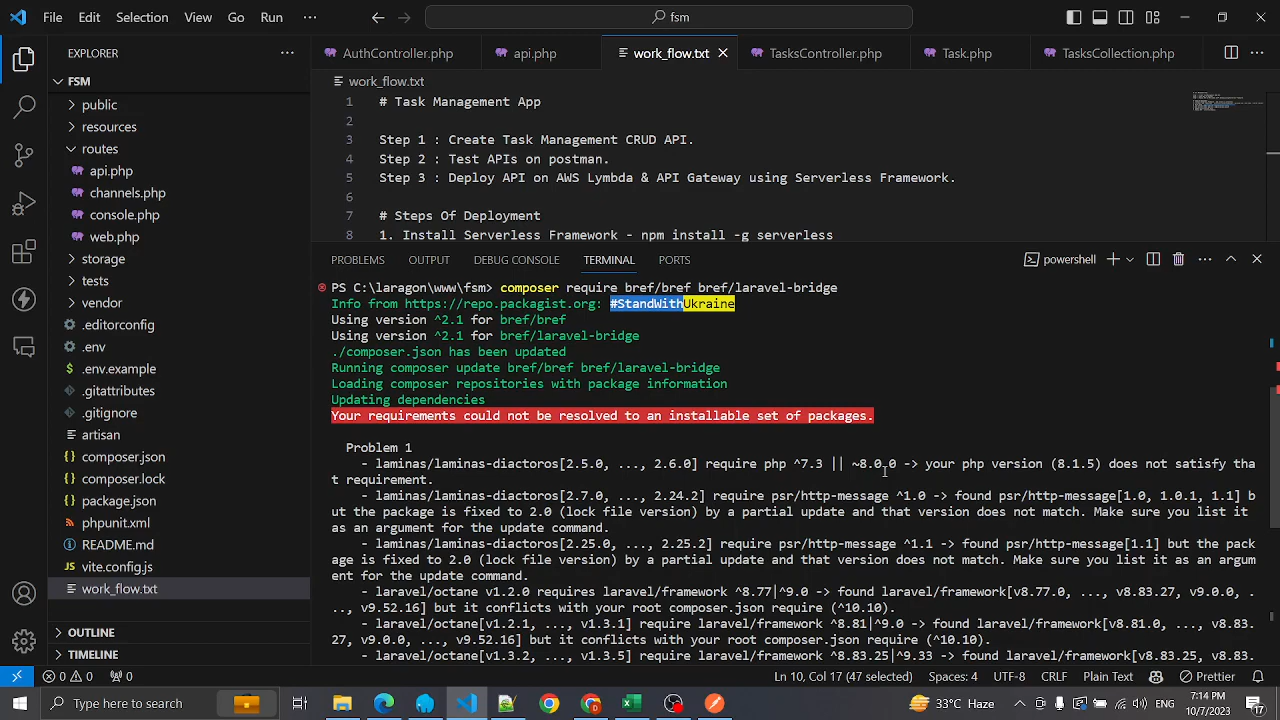 File Edit Selection View Go Run ··· fsm
EXPLORER ···
AuthController.php api.php work_flow.txt TasksController.php Task.php TasksCollection.php ···
FSM
work_flow.txt
public
resources
routes
api.php
channels.php
console.php
web.php
storage
tests
vendor
.editorconfig
.env
.env.example
.gitattributes
.gitignore
artisan
composer.json
composer.lock
package.json
phpunit.xml
README.md
vite.config.js
work_flow.txt
OUTLINE
TIMELINE
1 # Task Management App
2
3 Step 1 : Create Task Management CRUD API.
4 Step 2 : Test APIs on postman.
5 Step 3 : Deploy API on AWS Lymbda & API Gateway using Serverless Framework.
6
7 # Steps Of Deployment
8 1. Install Serverless Framework - npm install -g serverless
PROBLEMS OUTPUT DEBUG CONSOLE TERMINAL PORTS powershell ···
PS C:\laragon\www\fsm> composer require bref/bref bref/laravel-bridge
Info from https://repo.packagist.org: #StandWithUkraine
Using version ^2.1 for bref/bref
Using version ^2.1 for bref/laravel-bridge
./composer.json has been updated
Running composer update bref/bref bref/laravel-bridge
Loading composer repositories with package information
Updating dependencies
Your requirements could not be resolved to an installable set of packages.
Problem 1
- laminas/laminas-diactoros[2.5.0, ..., 2.6.0] require php ^7.3 || ~8.0.0 -> your php version (8.1.5) does not satisfy tha
t requirement.
- laminas/laminas-diactoros[2.7.0, ..., 2.24.2] require psr/http-message ^1.0 -> found psr/http-message[1.0, 1.0.1, 1.1] b
ut the package is fixed to 2.0 (lock file version) by a partial update and that version does not match. Make sure you list it
as an argument for the update command.
- laminas/laminas-diactoros[2.25.0, ..., 2.25.2] require psr/http-message ^1.1 -> found psr/http-message[1.1] but the pack
age is fixed to 2.0 (lock file version) by a partial update and that version does not match. Make sure you list it as an argum
ent for the update command.
- laravel/octane v1.2.0 requires laravel/framework ^8.77|^9.0 -> found laravel/framework[v8.77.0, ..., v8.83.27, v9.0.0, .
.., v9.52.16] but it conflicts with your root composer.json require (^10.10).
- laravel/octane[v1.2.1, ..., v1.3.1] require laravel/framework ^8.81|^9.0 -> found laravel/framework[v8.81.0, ..., v8.83.
27, v9.0.0, ..., v9.52.16] but it conflicts with your root composer.json require (^10.10).
- laravel/octane[v1.3.2, ..., v1.3.5] require laravel/framework ^8.83.25|^9.33 -> found laravel/framework[v8.83.25, ..., v8.83.
0 0 0 Ln 10, Col 17 (47 selected) Spaces: 4 UTF-8 CRLF Plain Text Prettier
Type here to search 33°C Haze 7:14 PM
10/7/2023